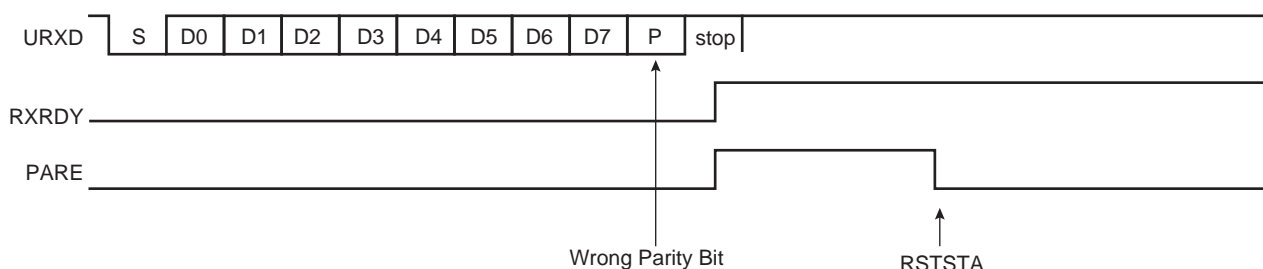 URXD S D0 D1 D2 D3 D4 D5 D6 D7 P stop
RXRDY
PARE
Wrong Parity Bit RSTSTA